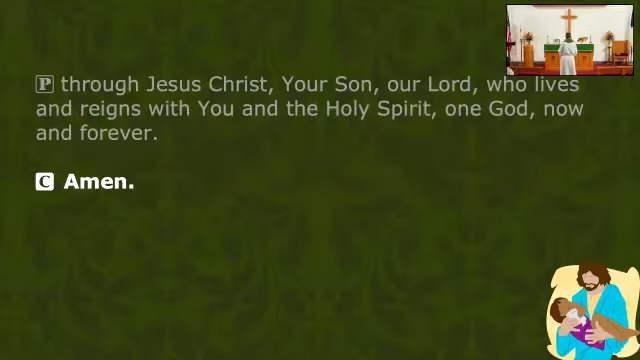 P through Jesus Christ, Your Son, our Lord, who lives
and reigns with You and the Holy Spirit, one God, now
and forever.
C Amen.